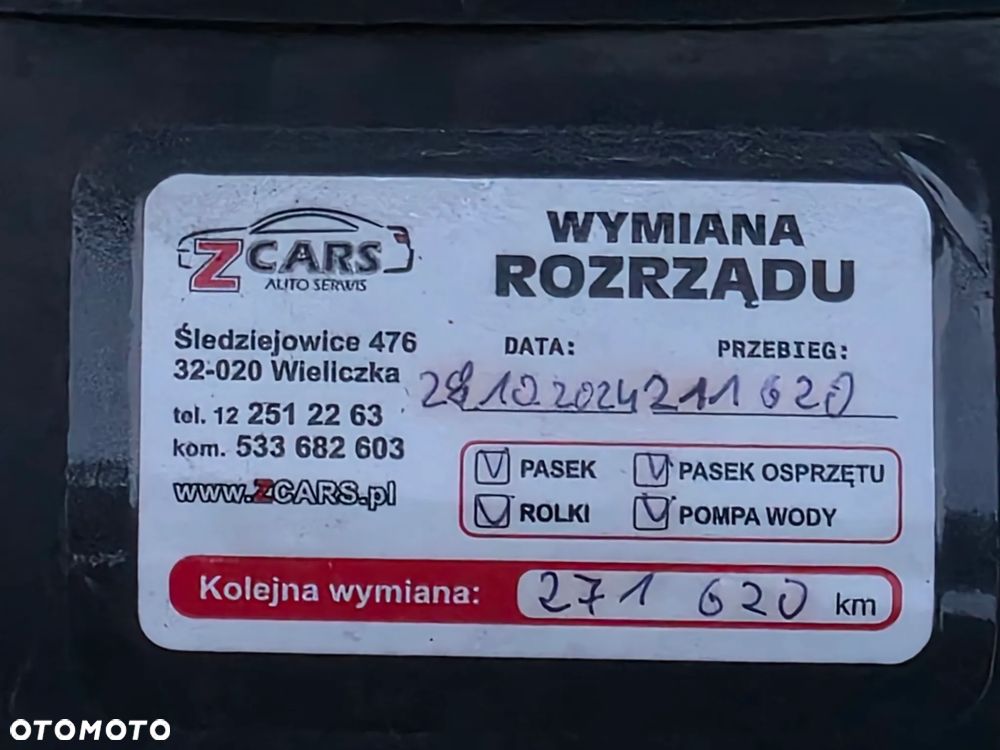 ZCARS
AUTO SERWIS
Śledziejowice 476
32-020 Wieliczka
tel. 12 251 22 63
kom. 533 682 603
www.ZCARS.pl
WYMIANA
ROZRZĄDU
DATA: PRZEBIEG:
28.10.2024 211 620
PASEK PASEK OSPRZĘTU
ROLKI POMPA WODY
Kolejna wymiana: 271 620 km
OTOMOTO